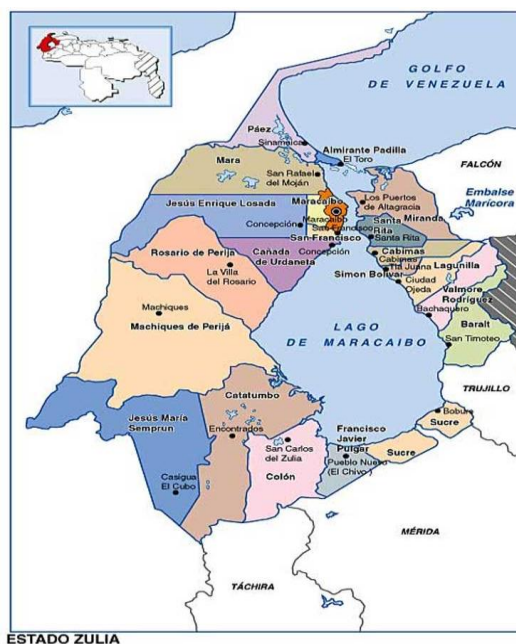 GOLFO
DE VENEZUELA
Páez
Sinamaica
Almirante Padilla
El Toro
Mara
San Rafael
del Moján
FALCÓN
Los Puertos
de Altagracia
Embalse
Marícora
Jesús Enrique Losada
Maracaibo
Concepción
Maracaibo
San Francisco
Santa
Rita
Miranda
Santa Rita
San Francisco
Concepción
Cabimas
Cabimas
Rosario de Perijá
Cañada
de Urdaneta
Tía Juana
Lagunilla
La Villa
del Rosario
Simon Bolívar
Ciudad
Ojeda
Valmore
Rodríguez
Bachaquero
Machiques
Machiques de Perijá
LAGO
DE MARACAIBO
Baralt
San Timoteo
TRUJILLO
Catatumbo
Jesús María
Semprun
Encontrados
Francisco
Javier
Pulgar
Bobure
Sucre
San Carlos
del Zulia
Sucre
Pueblo Nuevo
(El Chivo)
Colón
Casigua
El Cubo
MÉRIDA
TÁCHIRA
ESTADO ZULIA